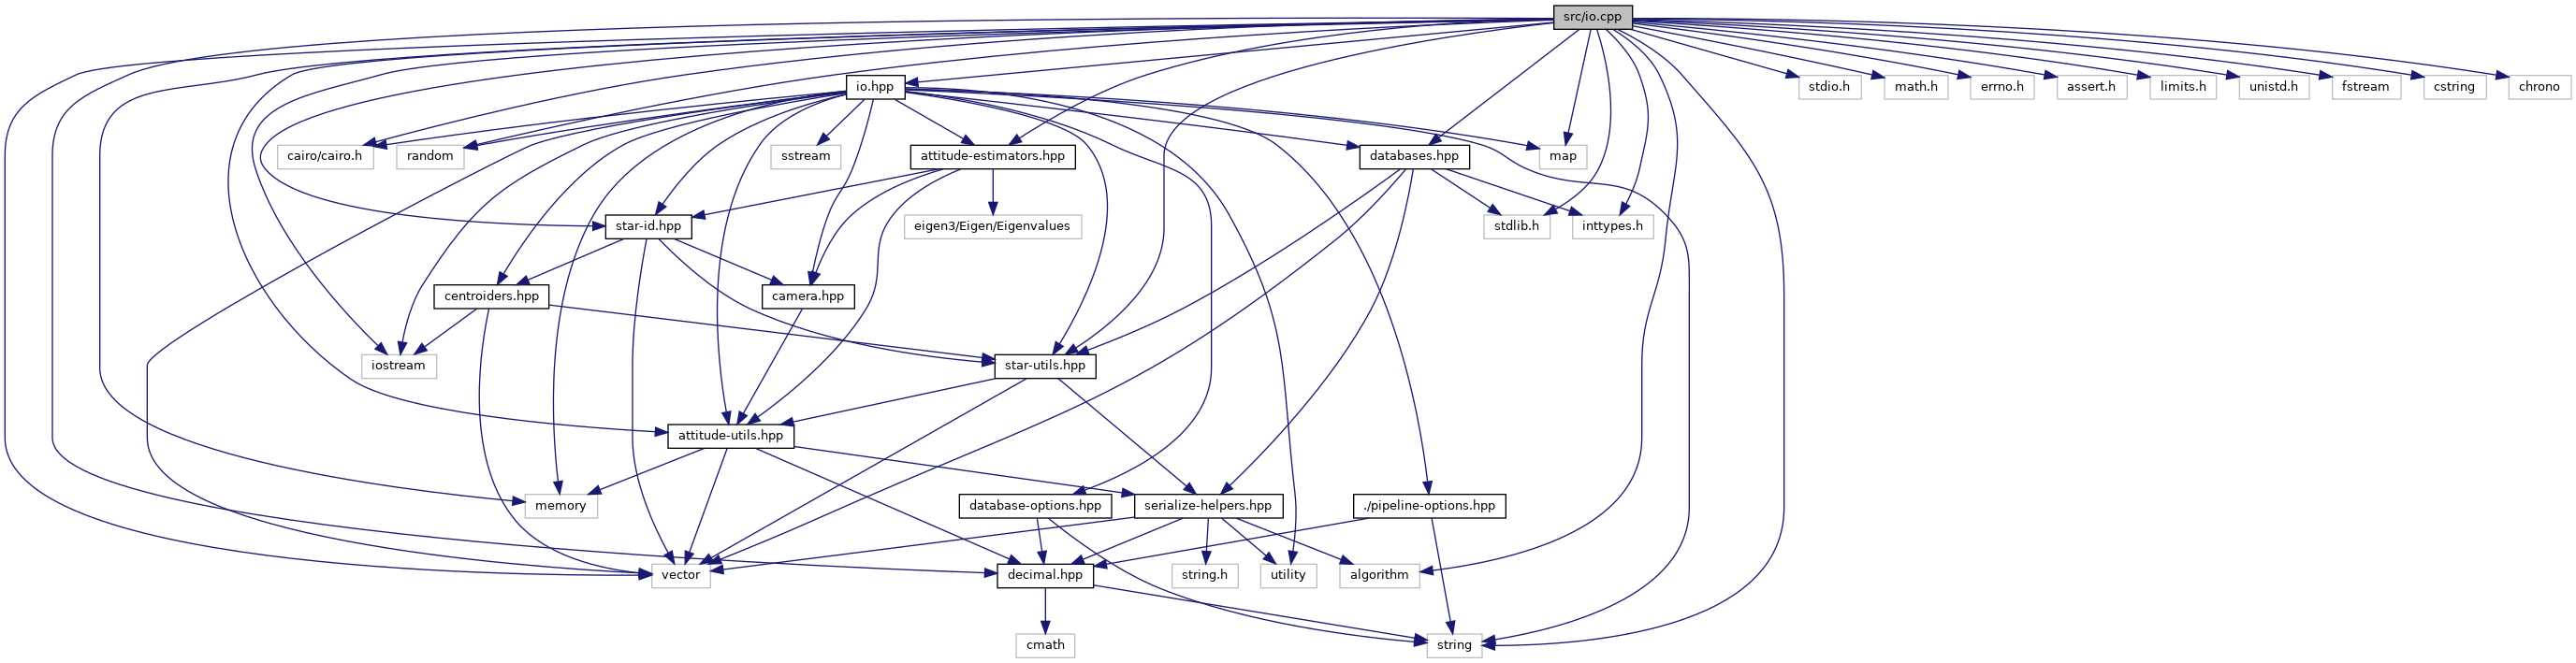 src/io.cpp
io.hpp
stdio.h
math.h
errno.h
assert.h
limits.h
unistd.h
fstream
cstring
chrono
cairo/cairo.h
random
sstream
attitude-estimators.hpp
databases.hpp
map
star-id.hpp
eigen3/Eigen/Eigenvalues
stdlib.h
inttypes.h
centroiders.hpp
camera.hpp
iostream
star-utils.hpp
attitude-utils.hpp
memory
database-options.hpp
serialize-helpers.hpp
./pipeline-options.hpp
vector
decimal.hpp
string.h
utility
algorithm
cmath
string